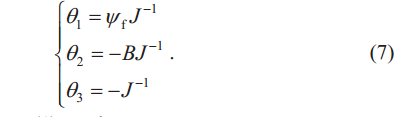 θ₁ = ψ_f J⁻¹
θ₂ = −BJ⁻¹ . (7)
θ₃ = −J⁻¹